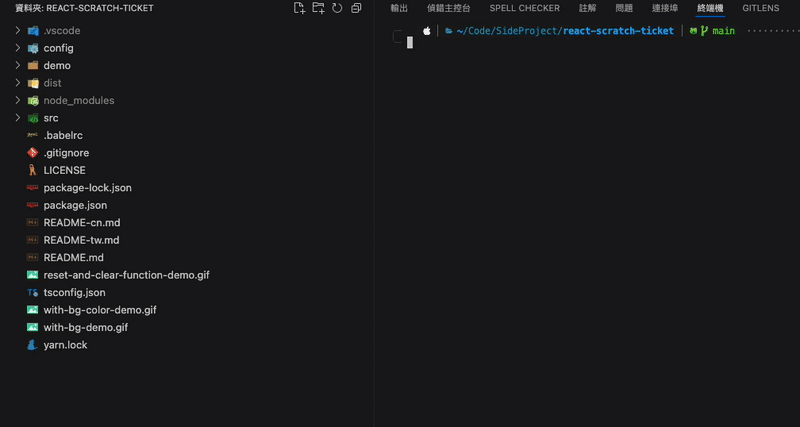 資料夾: REACT-SCRATCH-TICKET
.vscode
config
demo
dist
node_modules
src
.babelrc
.gitignore
LICENSE
package-lock.json
package.json
README-cn.md
README-tw.md
README.md
reset-and-clear-function-demo.gif
tsconfig.json
with-bg-color-demo.gif
with-bg-demo.gif
yarn.lock
輸出 偵錯主控台 SPELL CHECKER 註解 問題 連接埠 終端機 GITLENS
~/Code/SideProject/react-scratch-ticket main